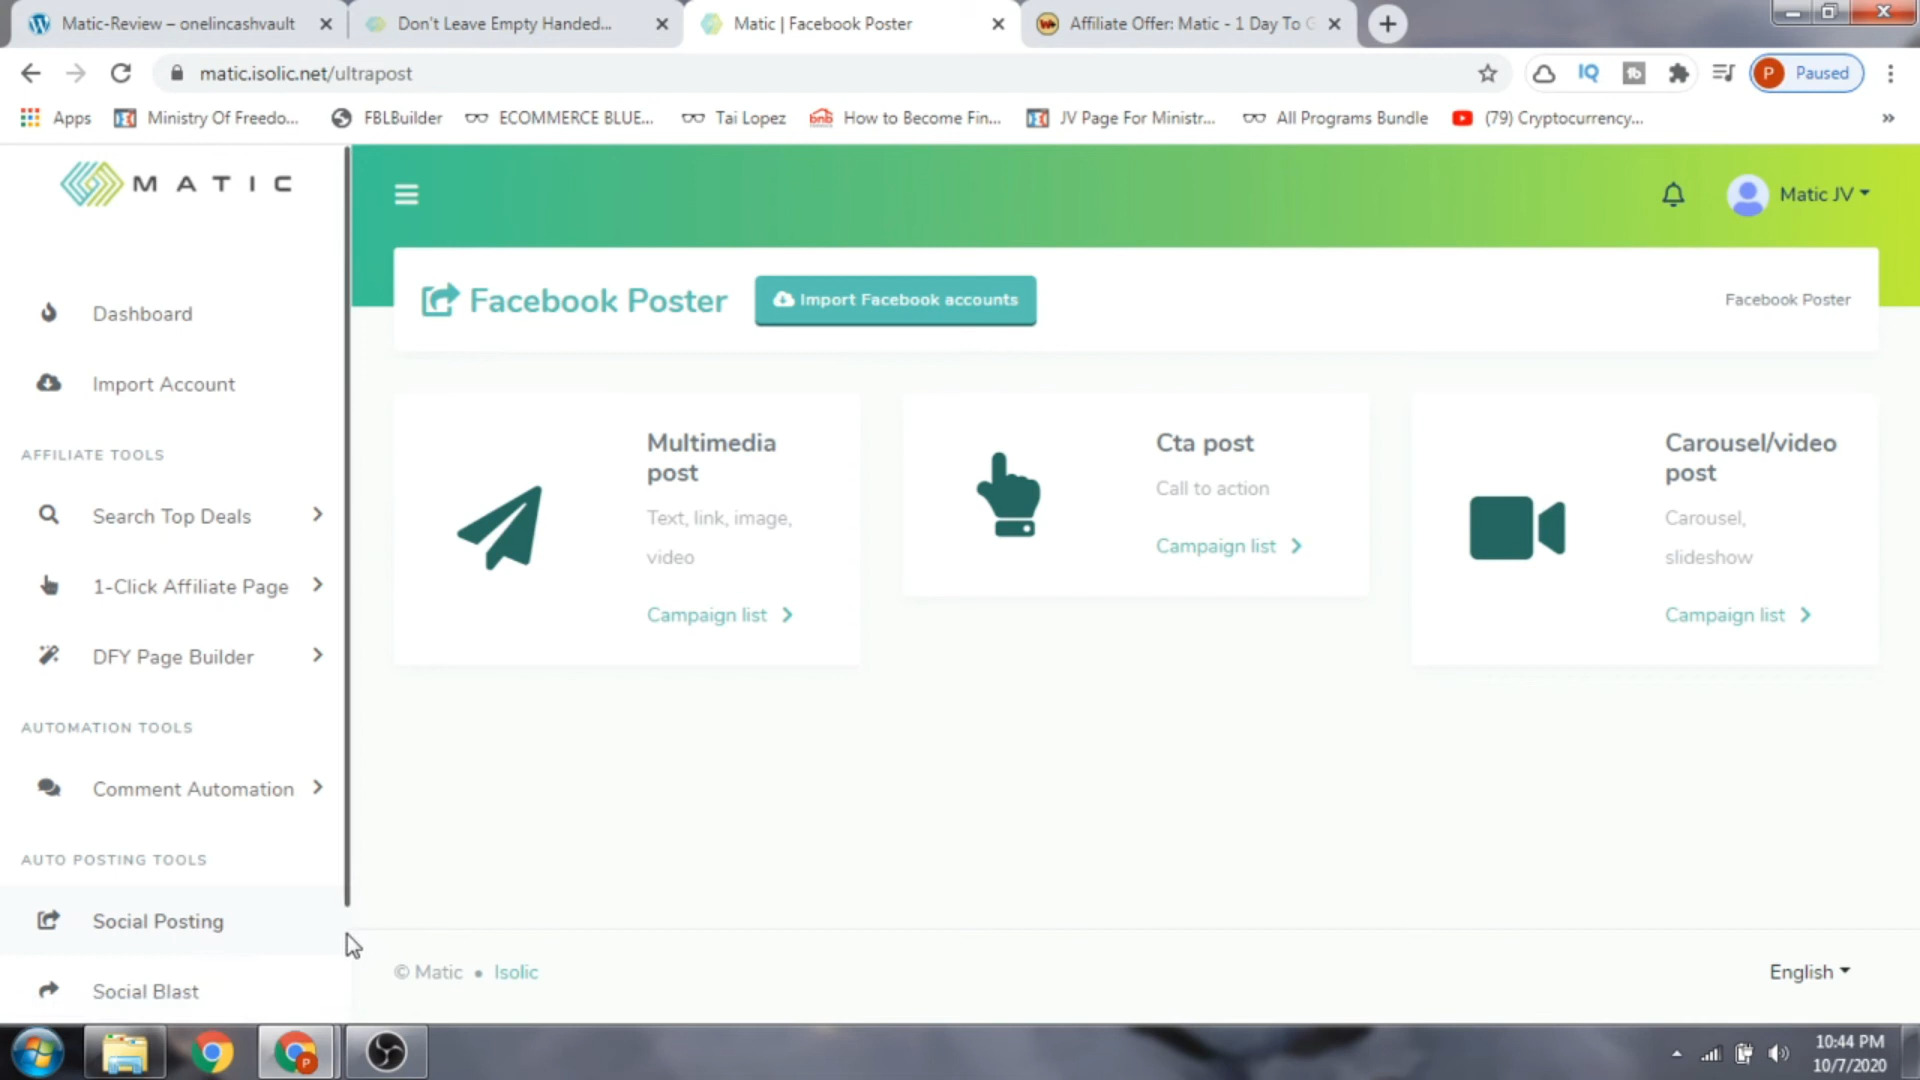 Matic-Review – onelincashvault
Don't Leave Empty Handed...
Matic | Facebook Poster
Affiliate Offer: Matic - 1 Day To G
matic.isolic.net/ultrapost
IQ
tb
P Paused
Apps
Ministry Of Freedo...
FBLBuilder
ECOMMERCE BLUE...
Tai Lopez
bnb
How to Become Fin...
JV Page For Ministr...
All Programs Bundle
(79) Cryptocurrency...
»
MATIC
Matic JV
Facebook Poster
Import Facebook accounts
Facebook Poster
Dashboard
Import Account
AFFILIATE TOOLS
Search Top Deals
1-Click Affiliate Page
DFY Page Builder
AUTOMATION TOOLS
Comment Automation
AUTO POSTING TOOLS
Social Posting
Social Blast
Multimedia
post
Text, link, image,
video
Campaign list
Cta post
Call to action
Campaign list
Carousel/video
post
Carousel,
slideshow
Campaign list
© Matic • Isolic
English
P
10:44 PM
10/7/2020